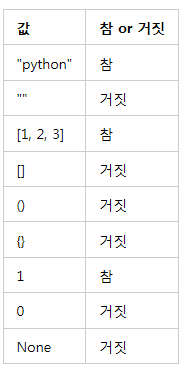 값 참 or 거짓
"python" 참
"" 거짓
[1, 2, 3] 참
[] 거짓
() 거짓
{} 거짓
1 참
0 거짓
None 거짓